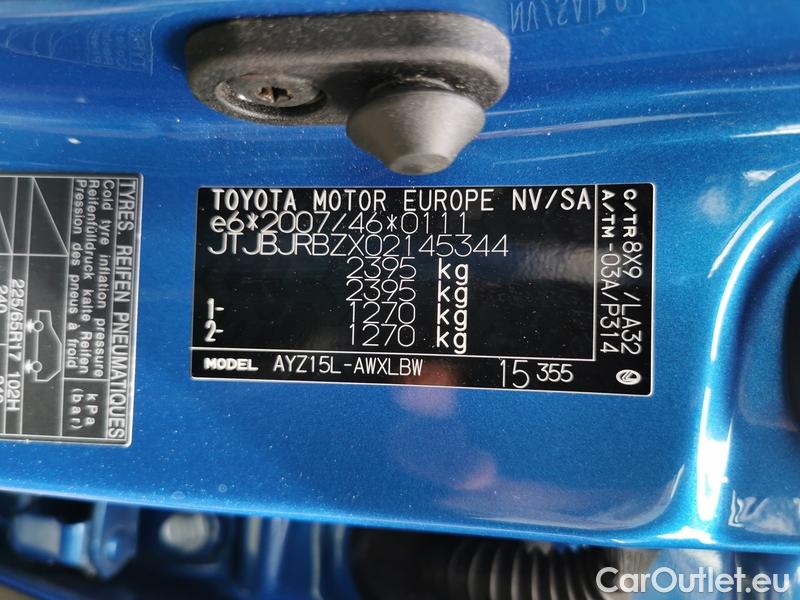 TOYOTA MOTOR EUROPE NV/SA
e6*2007/46*0111
JTJBJRBZX02145344
2395 kg
2395 kg
1- 1270 kg
2- 1270 kg
MODEL AYZ15L-AWXLBW 15 355
C/TR 8X9 /LA32
A/TM -03A/P314
TYRES. REIFEN PNEUMATIQUES
Cold tyre inflation pressure
Reifenfülldruck kalte Reifen
Pression des pneus à froid
kPa
(bar)
225/65R17 102H
240
CarOutlet.eu